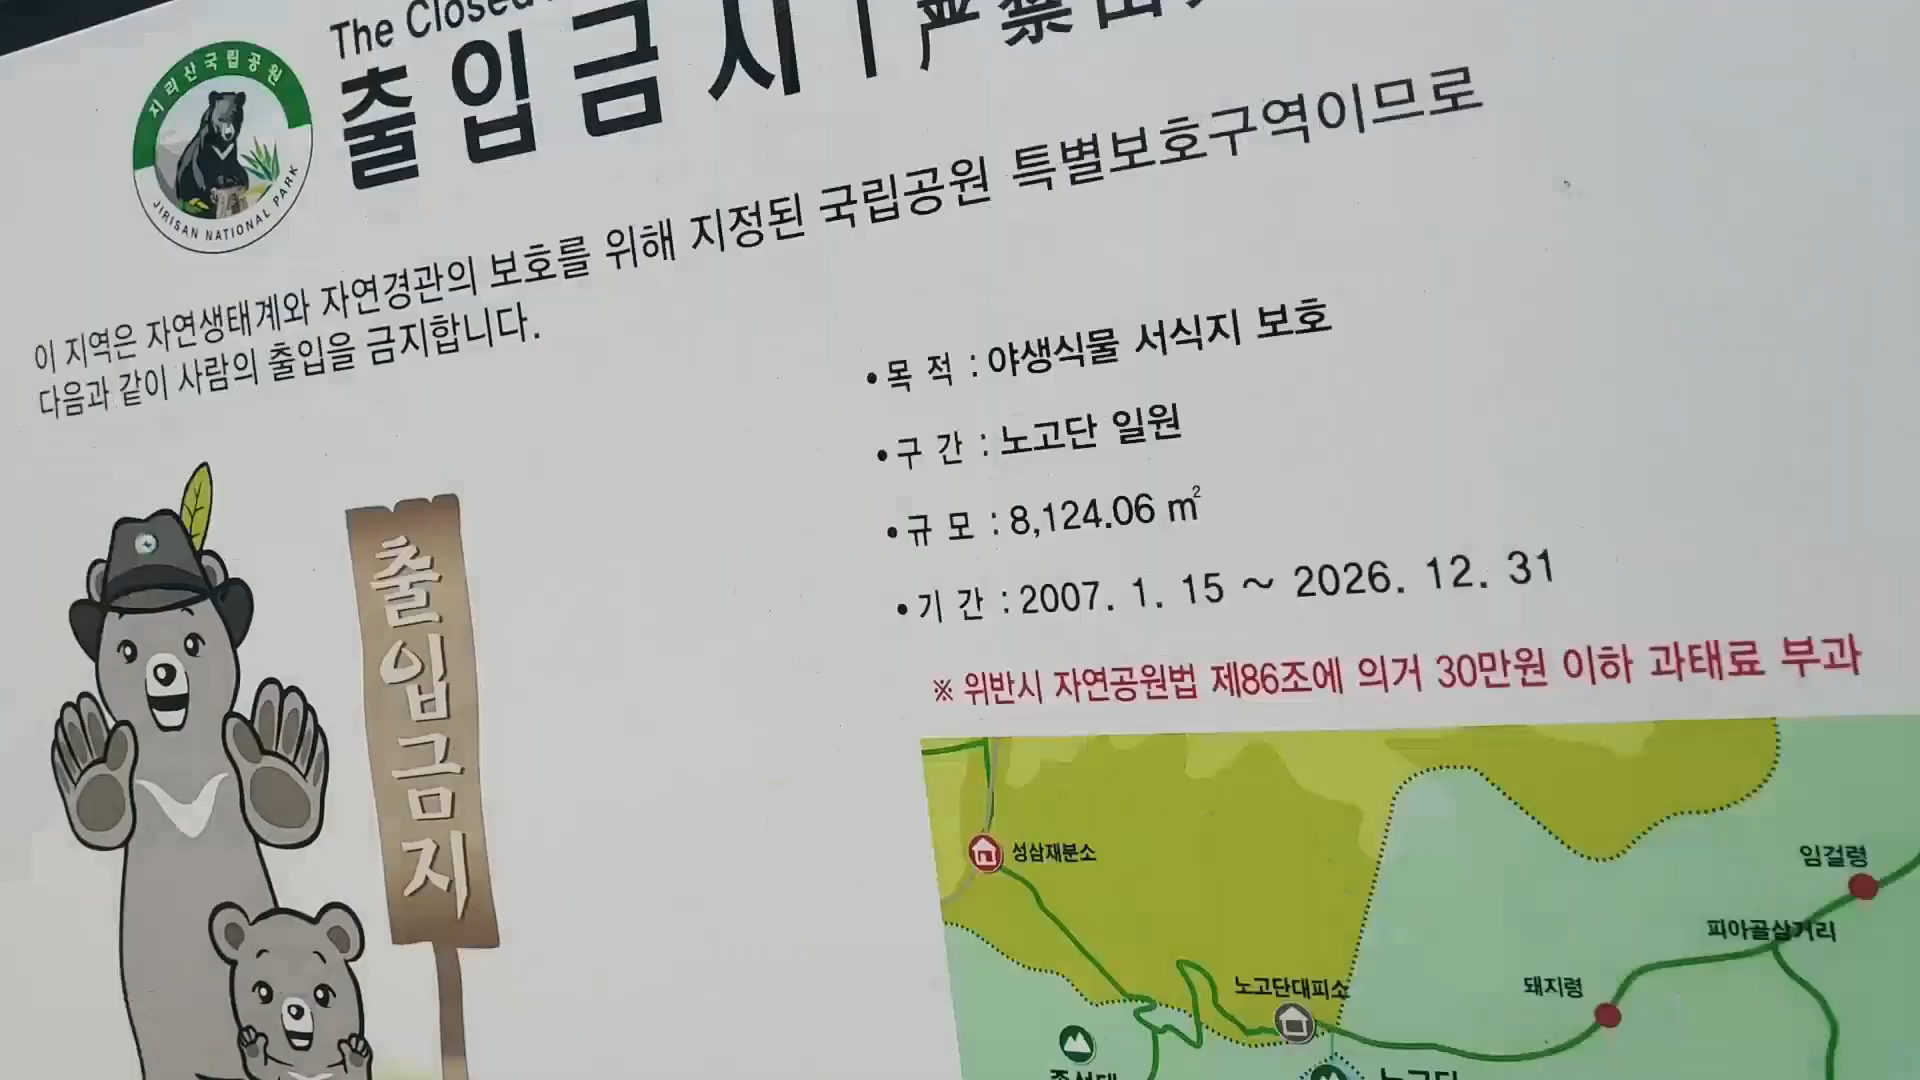 지리산국립공원
JIRISAN NATIONAL PARK
The Closed
출입금지
이 지역은 자연생태계와 자연경관의 보호를 위해 지정된 국립공원 특별보호구역이므로
다음과 같이 사람의 출입을 금지합니다.
• 목 적 : 야생식물 서식지 보호
• 구 간 : 노고단 일원
• 규 모 : 8,124.06 ㎡
• 기 간 : 2007. 1. 15 ~ 2026. 12. 31
※ 위반시 자연공원법 제86조에 의거 30만원 이하 과태료 부과
출입금지
성삼재분소
임걸령
피아골삼거리
노고단대피소
돼지령
노고단